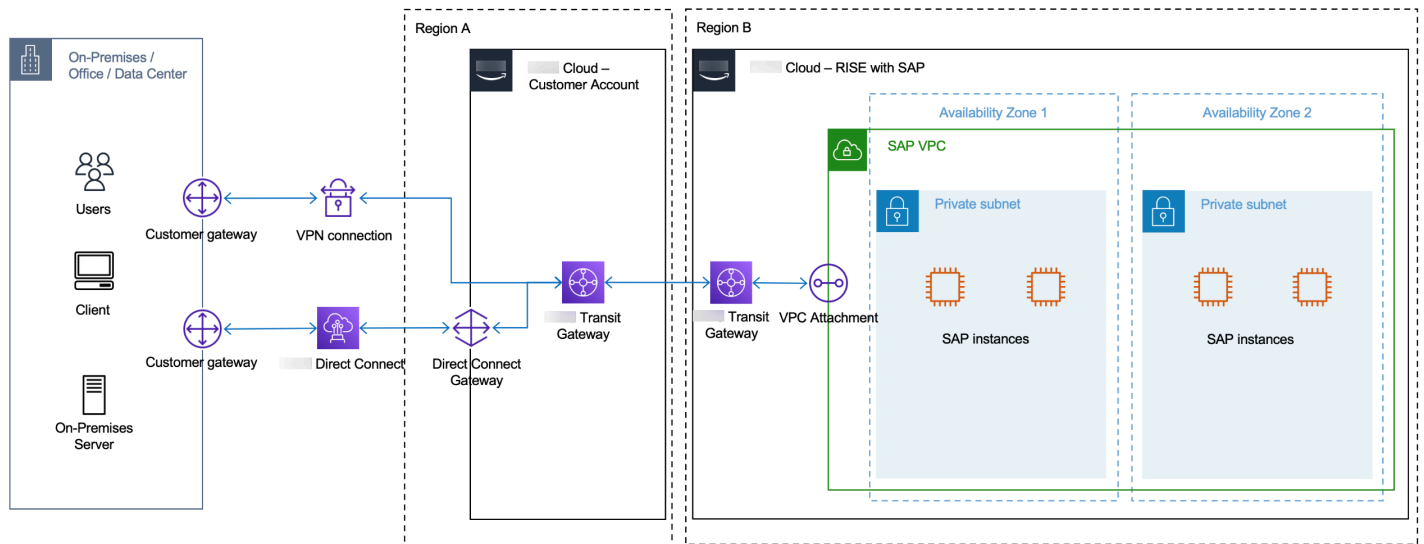 Region A
Region B
On-Premises /
Office / Data Center
Cloud –
Customer Account
Cloud – RISE with SAP
Availability Zone 1
Availability Zone 2
SAP VPC
Users
Customer gateway
VPN connection
Private subnet
Private subnet
Client
Customer gateway
Direct Connect
Direct Connect
Gateway
Transit
Gateway
Transit
Gateway
VPC Attachment
SAP instances
SAP instances
On-Premises
Server